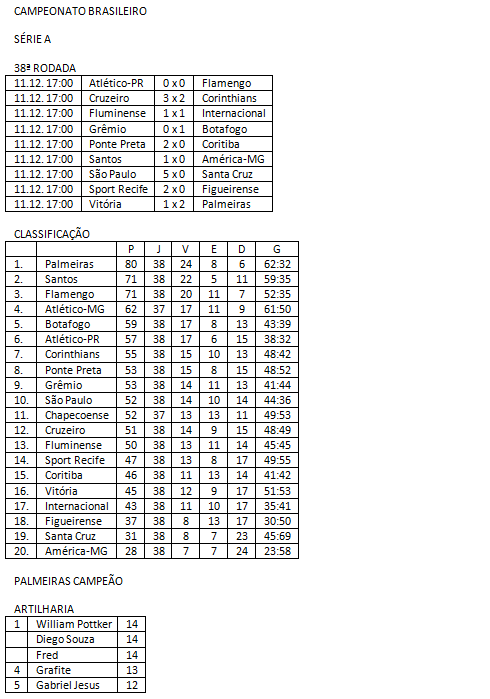 CAMPEONATO BRASILEIRO
SÉRIE A
38ª RODADA
11.12. 17:00 Atlético-PR 0 x 0 Flamengo
11.12. 17:00 Cruzeiro 3 x 2 Corinthians
11.12. 17:00 Fluminense 1 x 1 Internacional
11.12. 17:00 Grêmio 0 x 1 Botafogo
11.12. 17:00 Ponte Preta 2 x 0 Coritiba
11.12. 17:00 Santos 1 x 0 América-MG
11.12. 17:00 São Paulo 5 x 0 Santa Cruz
11.12. 17:00 Sport Recife 2 x 0 Figueirense
11.12. 17:00 Vitória 1 x 2 Palmeiras
CLASSIFICAÇÃO
P J V E D G
1. Palmeiras 80 38 24 8 6 62:32
2. Santos 71 38 22 5 11 59:35
3. Flamengo 71 38 20 11 7 52:35
4. Atlético-MG 62 37 17 11 9 61:50
5. Botafogo 59 38 17 8 13 43:39
6. Atlético-PR 57 38 17 6 15 38:32
7. Corinthians 55 38 15 10 13 48:42
8. Ponte Preta 53 38 15 8 15 48:52
9. Grêmio 53 38 14 11 13 41:44
10. São Paulo 52 38 14 10 14 44:36
11. Chapecoense 52 37 13 13 11 49:53
12. Cruzeiro 51 38 14 9 15 48:49
13. Fluminense 50 38 13 11 14 45:45
14. Sport Recife 47 38 13 8 17 49:55
15. Coritiba 46 38 11 13 14 41:42
16. Vitória 45 38 12 9 17 51:53
17. Internacional 43 38 11 10 17 35:41
18. Figueirense 37 38 8 13 17 30:50
19. Santa Cruz 31 38 8 7 23 45:69
20. América-MG 28 38 7 7 24 23:58
PALMEIRAS CAMPEÃO
ARTILHARIA
1 William Pottker 14
Diego Souza 14
Fred 14
4 Grafite 13
5 Gabriel Jesus 12